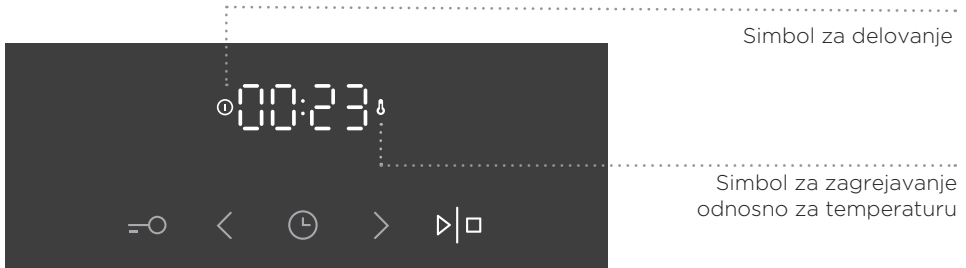 Simbol za delovanje
00:23
Simbol za zagrejavanje
odnosno za temperaturu